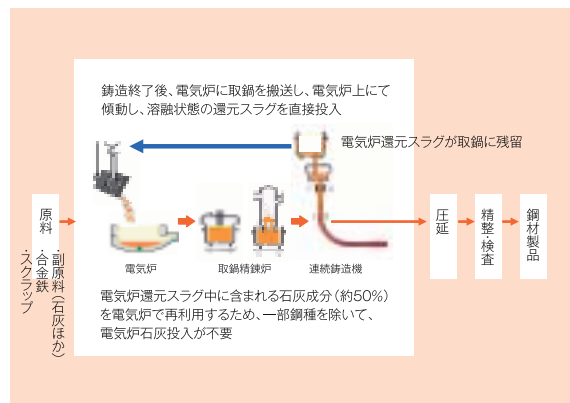 鋳造終了後、電気炉に取鍋を搬送し、電気炉上にて
傾動し、溶融状態の還元スラグを直接投入
電気炉還元スラグが取鍋に残留
原料
・副原料(石灰ほか)
・合金鉄
・スクラップ
電気炉
取鍋精錬炉
連続鋳造機
圧延
精整・検査
鋼材製品
電気炉還元スラグ中に含まれる石灰成分(約50%)
を電気炉で再利用するため、一部鋼種を除いて、
電気炉石灰投入が不要